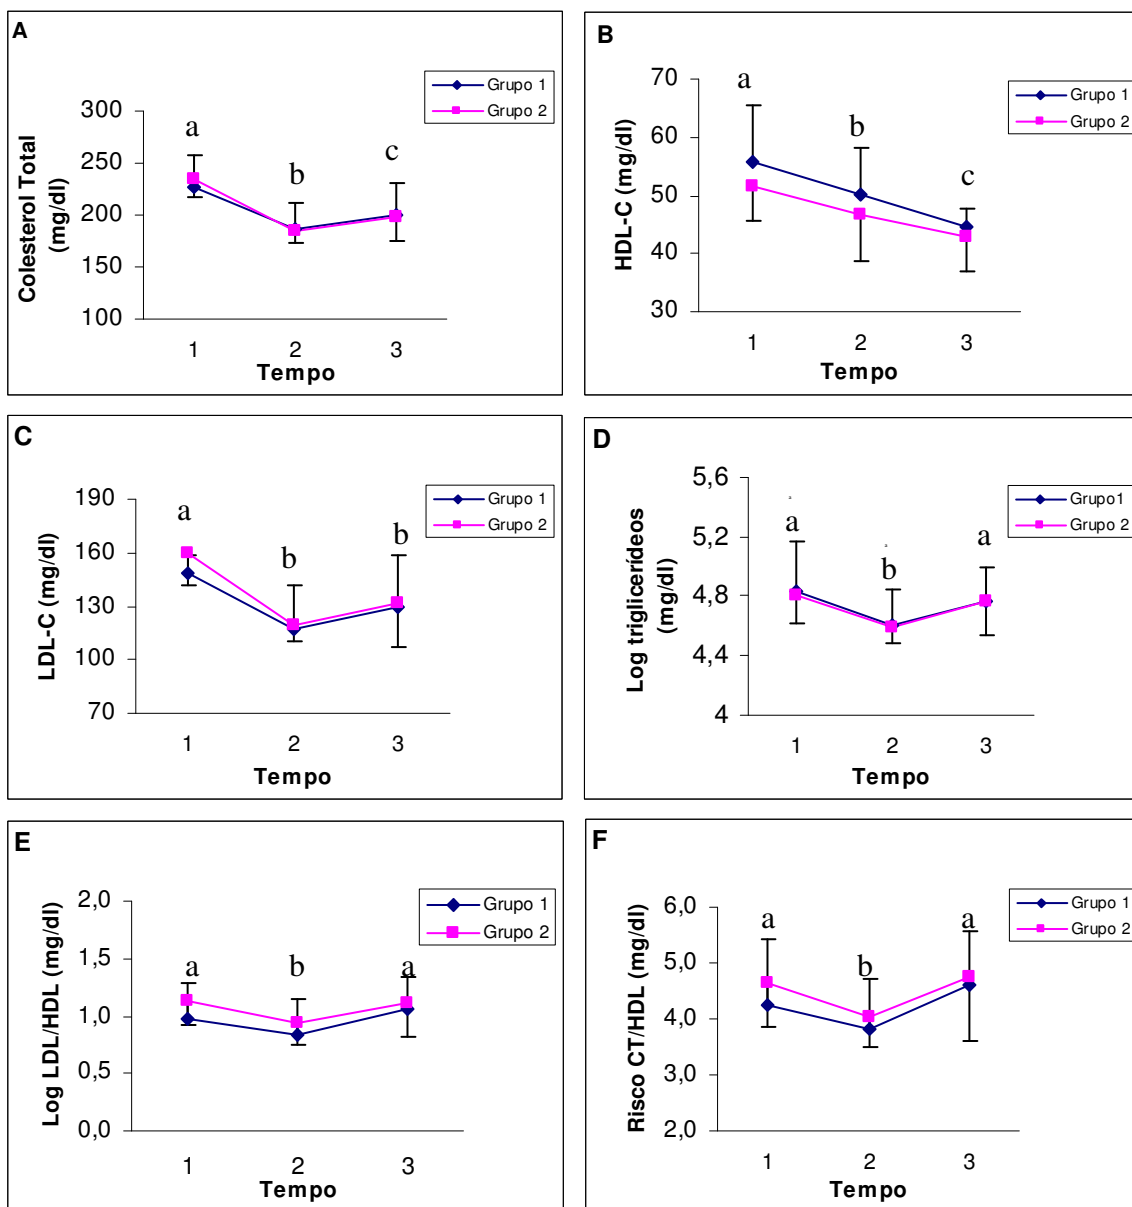 A
Grupo 1
Grupo 2
Colesterol Total
(mg/dl)
300
250
200
150
100
a
b
c
1 2 3
Tempo
B
Grupo 1
Grupo 2
HDL-C (mg/dl)
70
60
50
40
30
a
b
c
1 2 3
Tempo
C
Grupo 1
Grupo 2
LDL-C (mg/dl)
190
160
130
100
70
a
b
b
1 2 3
Tempo
D
Grupo1
Grupo 2
Log triglicerídeos
(mg/dl)
5,6
5,2
4,8
4,4
4
a
b
a
1 2 3
Tempo
E
Grupo 1
Grupo 2
Log LDL/HDL (mg/dl)
2,0
1,5
1,0
0,5
0,0
a
b
a
1 2 3
Tempo
F
Grupo 1
Grupo 2
Risco CT/HDL (mg/dl)
6,0
5,0
4,0
3,0
2,0
a
b
a
1 2 3
Tempo